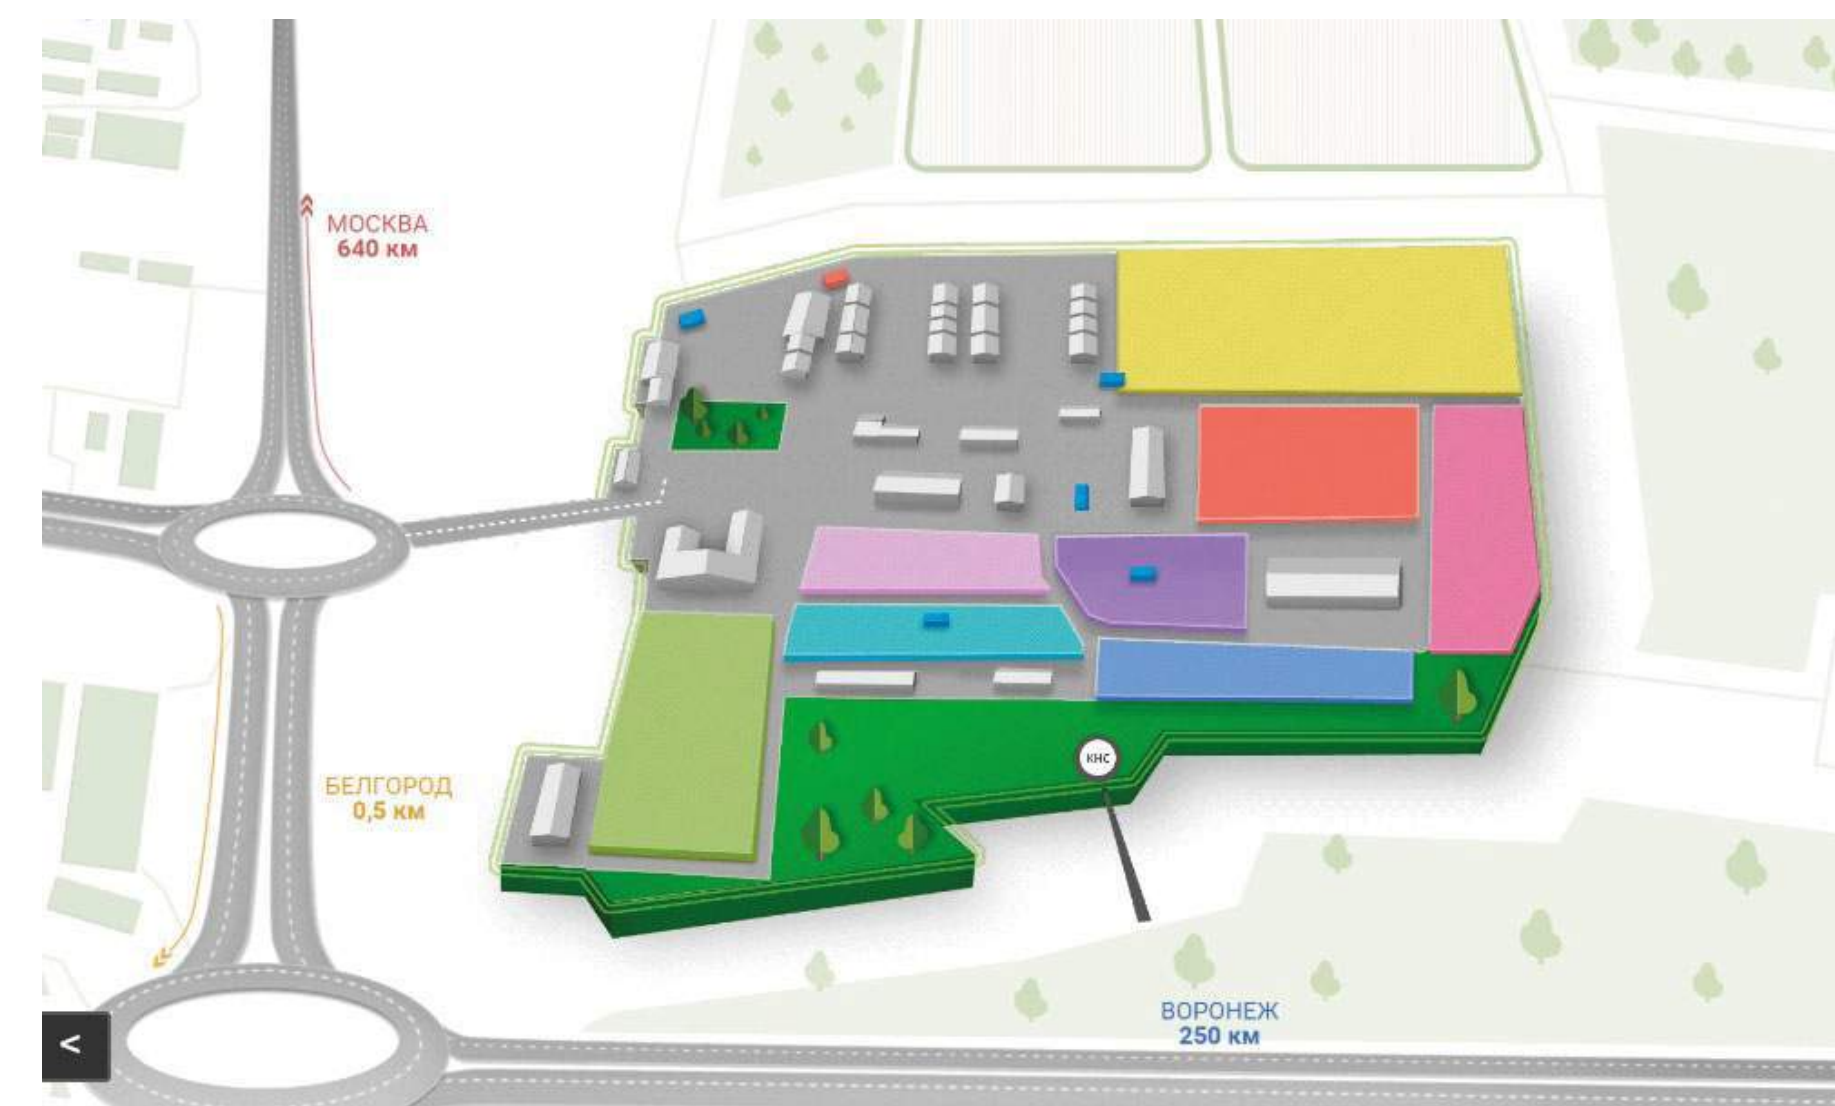 МОСКВА
640 км
КНС
БЕЛГОРОД
0,5 км
ВОРОНЕЖ
250 км
<